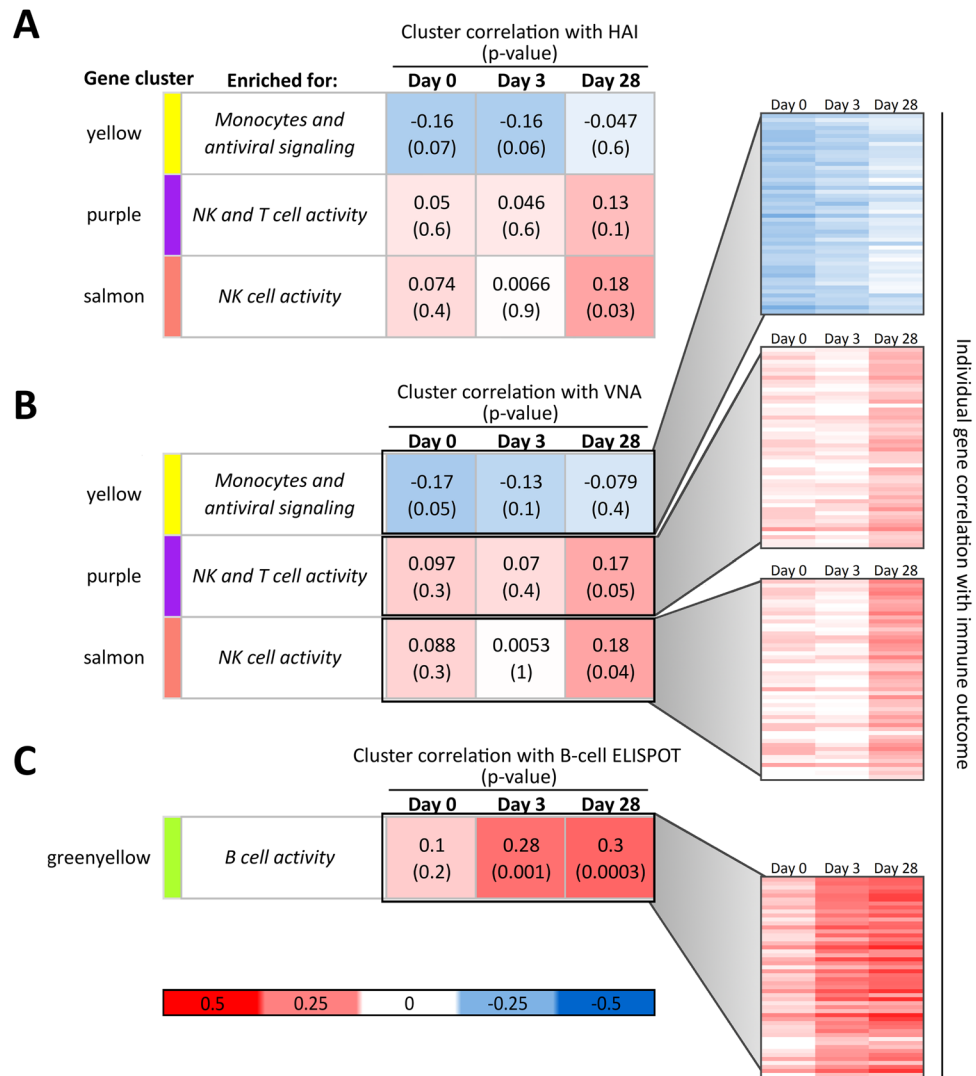 A
Cluster correlation with HAI
(p-value)
Gene cluster Enriched for: Day 0 Day 3 Day 28
yellow
Monocytes and
antiviral signaling
-0.16 -0.16 -0.047
(0.07) (0.06) (0.6)
purple
NK and T cell activity
0.05 0.046 0.13
(0.6) (0.6) (0.1)
salmon
NK cell activity
0.074 0.0066 0.18
(0.4) (0.9) (0.03)
B
Cluster correlation with VNA
(p-value)
Day 0 Day 3 Day 28
yellow
Monocytes and
antiviral signaling
-0.17 -0.13 -0.079
(0.05) (0.1) (0.4)
purple
NK and T cell activity
0.097 0.07 0.17
(0.3) (0.4) (0.05)
salmon
NK cell activity
0.088 0.0053 0.18
(0.3) (1) (0.04)
C
Cluster correlation with B-cell ELISPOT
(p-value)
Day 0 Day 3 Day 28
greenyellow
B cell activity
0.1 0.28 0.3
(0.2) (0.001) (0.0003)
0.5 0.25 0 -0.25 -0.5
Day 0 Day 3 Day 28
Day 0 Day 3 Day 28
Day 0 Day 3 Day 28
Day 0 Day 3 Day 28
Individual gene correlation with immune outcome